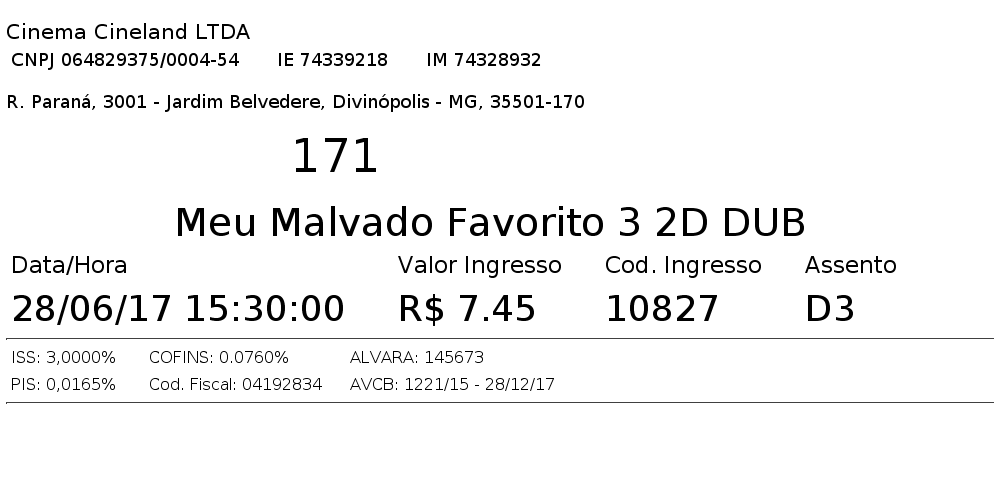 Cinema Cineland LTDA
CNPJ 064829375/0004-54 IE 74339218 IM 74328932
R. Paraná, 3001 - Jardim Belvedere, Divinópolis - MG, 35501-170
171
Meu Malvado Favorito 3 2D DUB
Data/Hora Valor Ingresso Cod. Ingresso Assento
28/06/17 15:30:00 R$ 7.45 10827 D3
ISS: 3,0000% COFINS: 0.0760% ALVARA: 145673
PIS: 0,0165% Cod. Fiscal: 04192834 AVCB: 1221/15 - 28/12/17